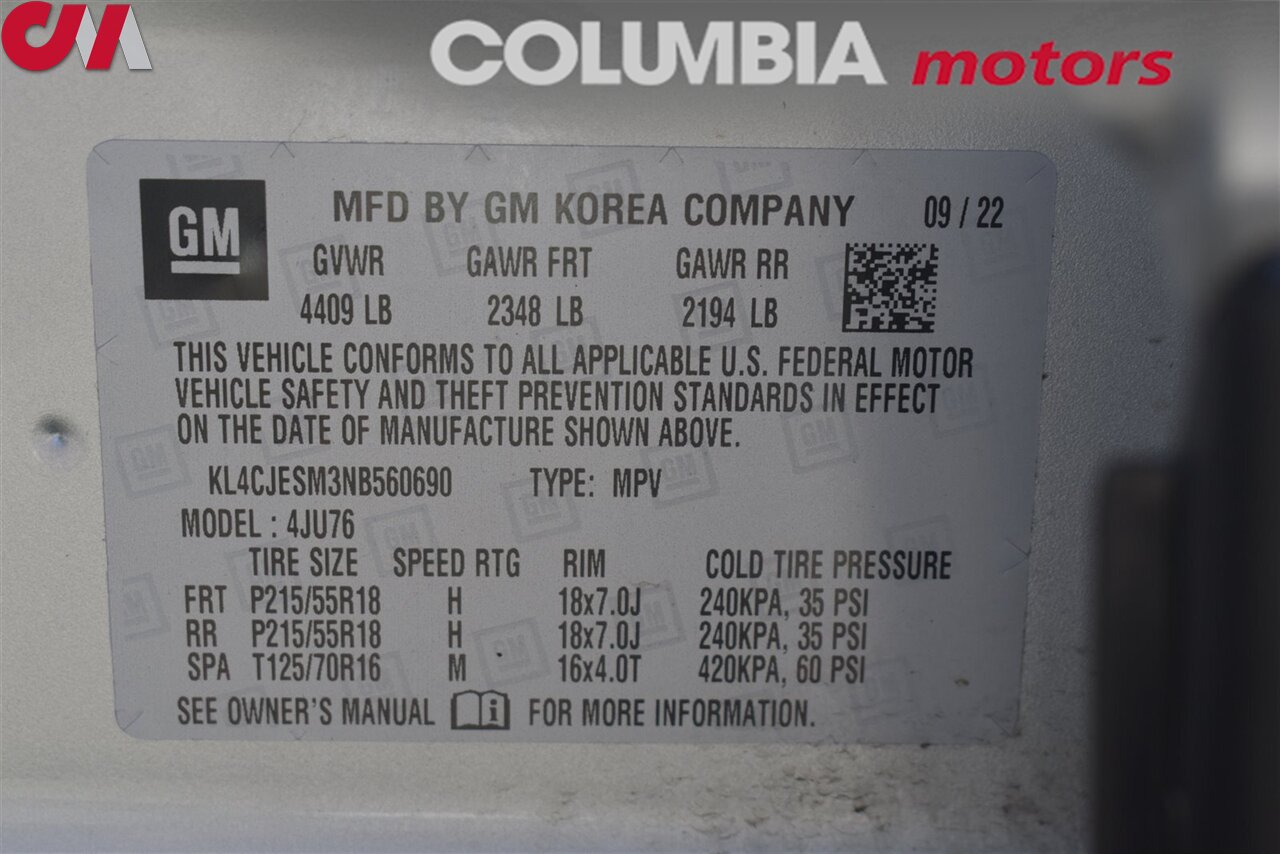 CM
COLUMBIA motors
GM
MFD BY GM KOREA COMPANY 09 / 22
GVWR GAWR FRT GAWR RR
4409 LB 2348 LB 2194 LB
THIS VEHICLE CONFORMS TO ALL APPLICABLE U.S. FEDERAL MOTOR
VEHICLE SAFETY AND THEFT PREVENTION STANDARDS IN EFFECT
ON THE DATE OF MANUFACTURE SHOWN ABOVE.
KL4CJESM3NB560690 TYPE: MPV
MODEL : 4JU76
TIRE SIZE SPEED RTG RIM COLD TIRE PRESSURE
FRT P215/55R18 H 18x7.0J 240KPA, 35 PSI
RR P215/55R18 H 18x7.0J 240KPA, 35 PSI
SPA T125/70R16 M 16x4.0T 420KPA, 60 PSI
SEE OWNER'S MANUAL i FOR MORE INFORMATION.